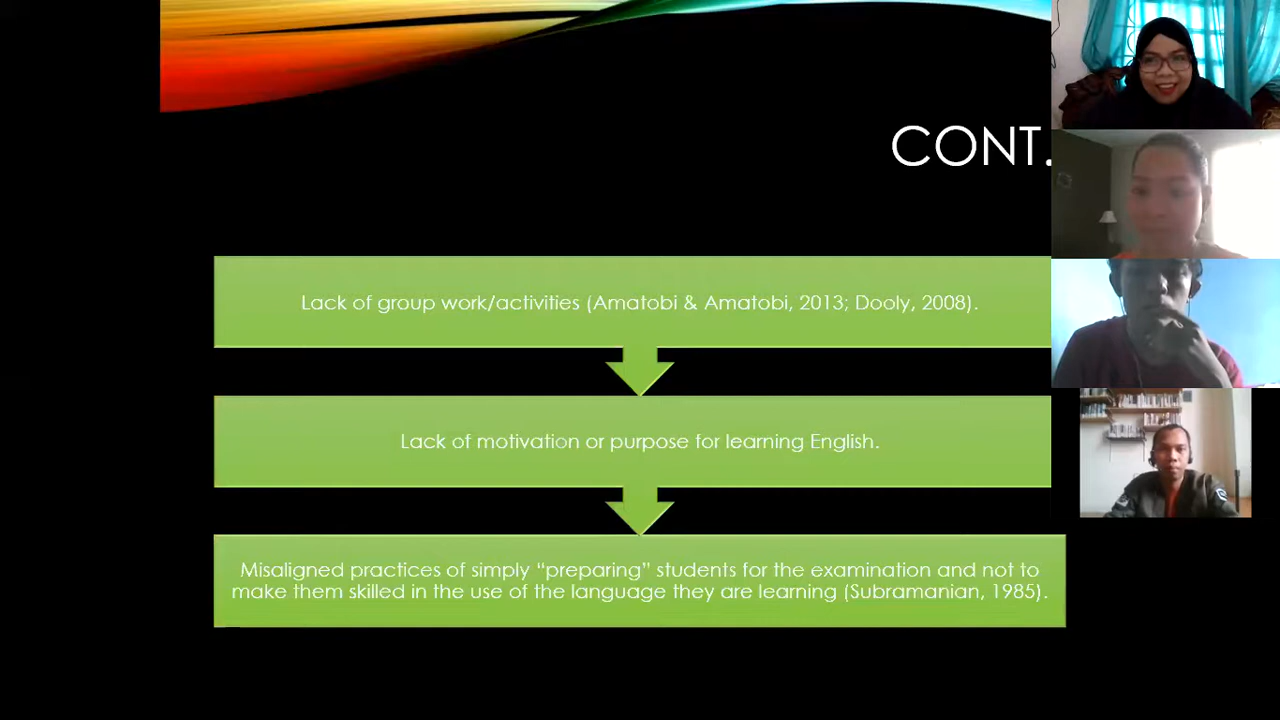 CONT.
Lack of group work/activities (Amatobi & Amatobi, 2013; Dooly, 2008).
Lack of motivation or purpose for learning English.
Misaligned practices of simply “preparing” students for the examination and not to
make them skilled in the use of the language they are learning (Subramanian, 1985).